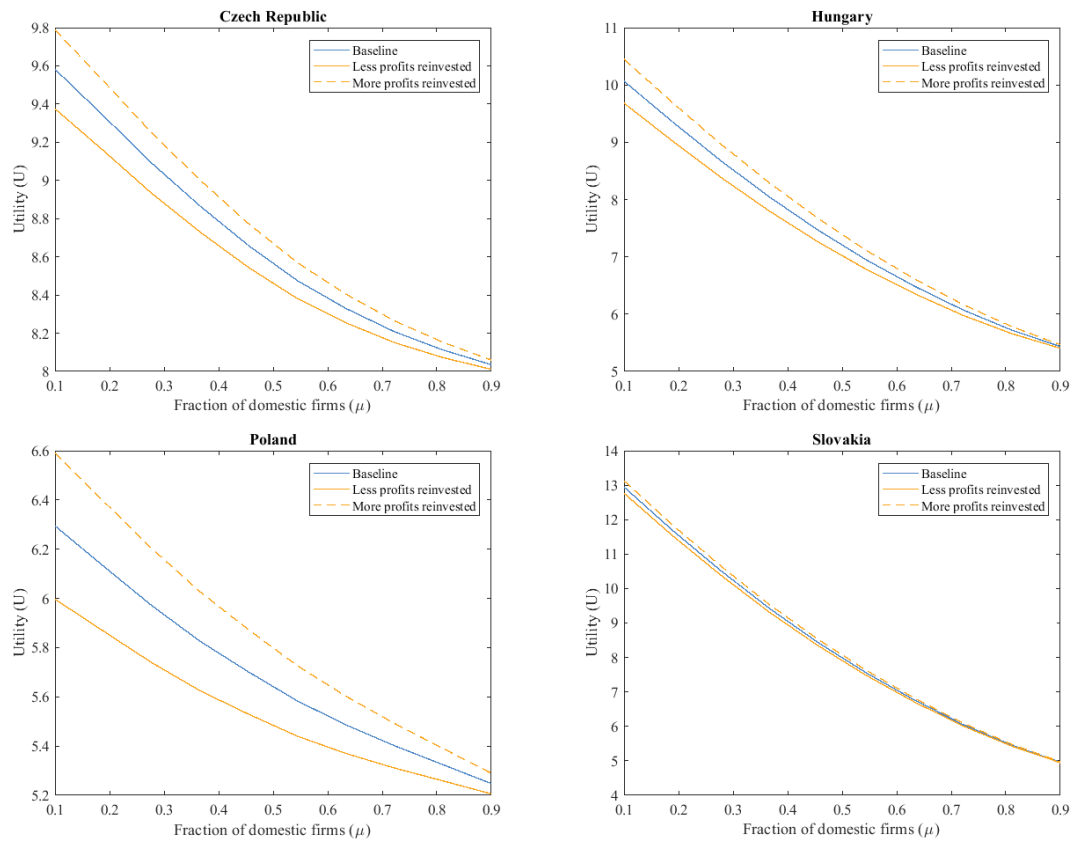 Czech Republic
9.8
9.6
9.4
9.2
9
8.8
8.6
8.4
8.2
8
Utility (U)
Baseline
Less profits reinvested
More profits reinvested
0.1 0.2 0.3 0.4 0.5 0.6 0.7 0.8 0.9
Fraction of domestic firms (μ)
Hungary
11
10
9
8
7
6
5
Utility (U)
Baseline
Less profits reinvested
More profits reinvested
0.1 0.2 0.3 0.4 0.5 0.6 0.7 0.8 0.9
Fraction of domestic firms (μ)
Poland
6.6
6.4
6.2
6
5.8
5.6
5.4
5.2
Utility (U)
Baseline
Less profits reinvested
More profits reinvested
0.1 0.2 0.3 0.4 0.5 0.6 0.7 0.8 0.9
Fraction of domestic firms (μ)
Slovakia
14
13
12
11
10
9
8
7
6
5
4
Utility (U)
Baseline
Less profits reinvested
More profits reinvested
0.1 0.2 0.3 0.4 0.5 0.6 0.7 0.8 0.9
Fraction of domestic firms (μ)